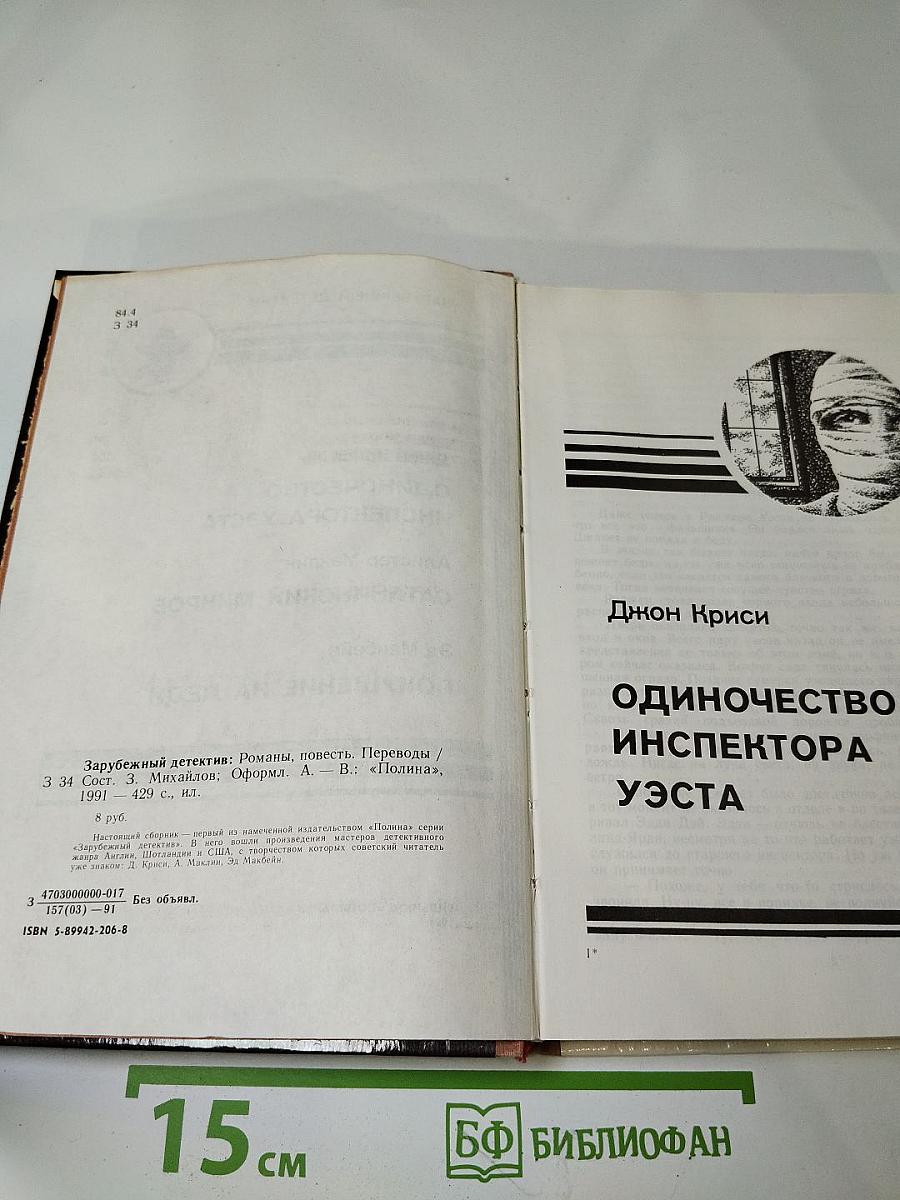 84.4
З 34
Зарубежный детектив: Романы, повесть. Переводы /
З 34 Сост. З. Михайлов; Оформл. А. — В.: «Полина»,
1991 — 429 с., ил.
8 руб.
Настоящий сборник — первый из намеченной издательством «Полина» серии
«Зарубежный детектив». В него вошли произведения мастеров детективного
жанра Англии, Шотландии и США, с творчеством которых советский читатель
уже знаком: Д. Криси, А. Маклин, Эд Макбейн.
З 4703000000-017
157(03) —91 Без объявл.
ISBN 5-89942-206-8
Джон Криси
ОДИНОЧЕСТВО
ИНСПЕКТОРА
УЭСТА
1*
15 см
БФ БИБЛИОФАН